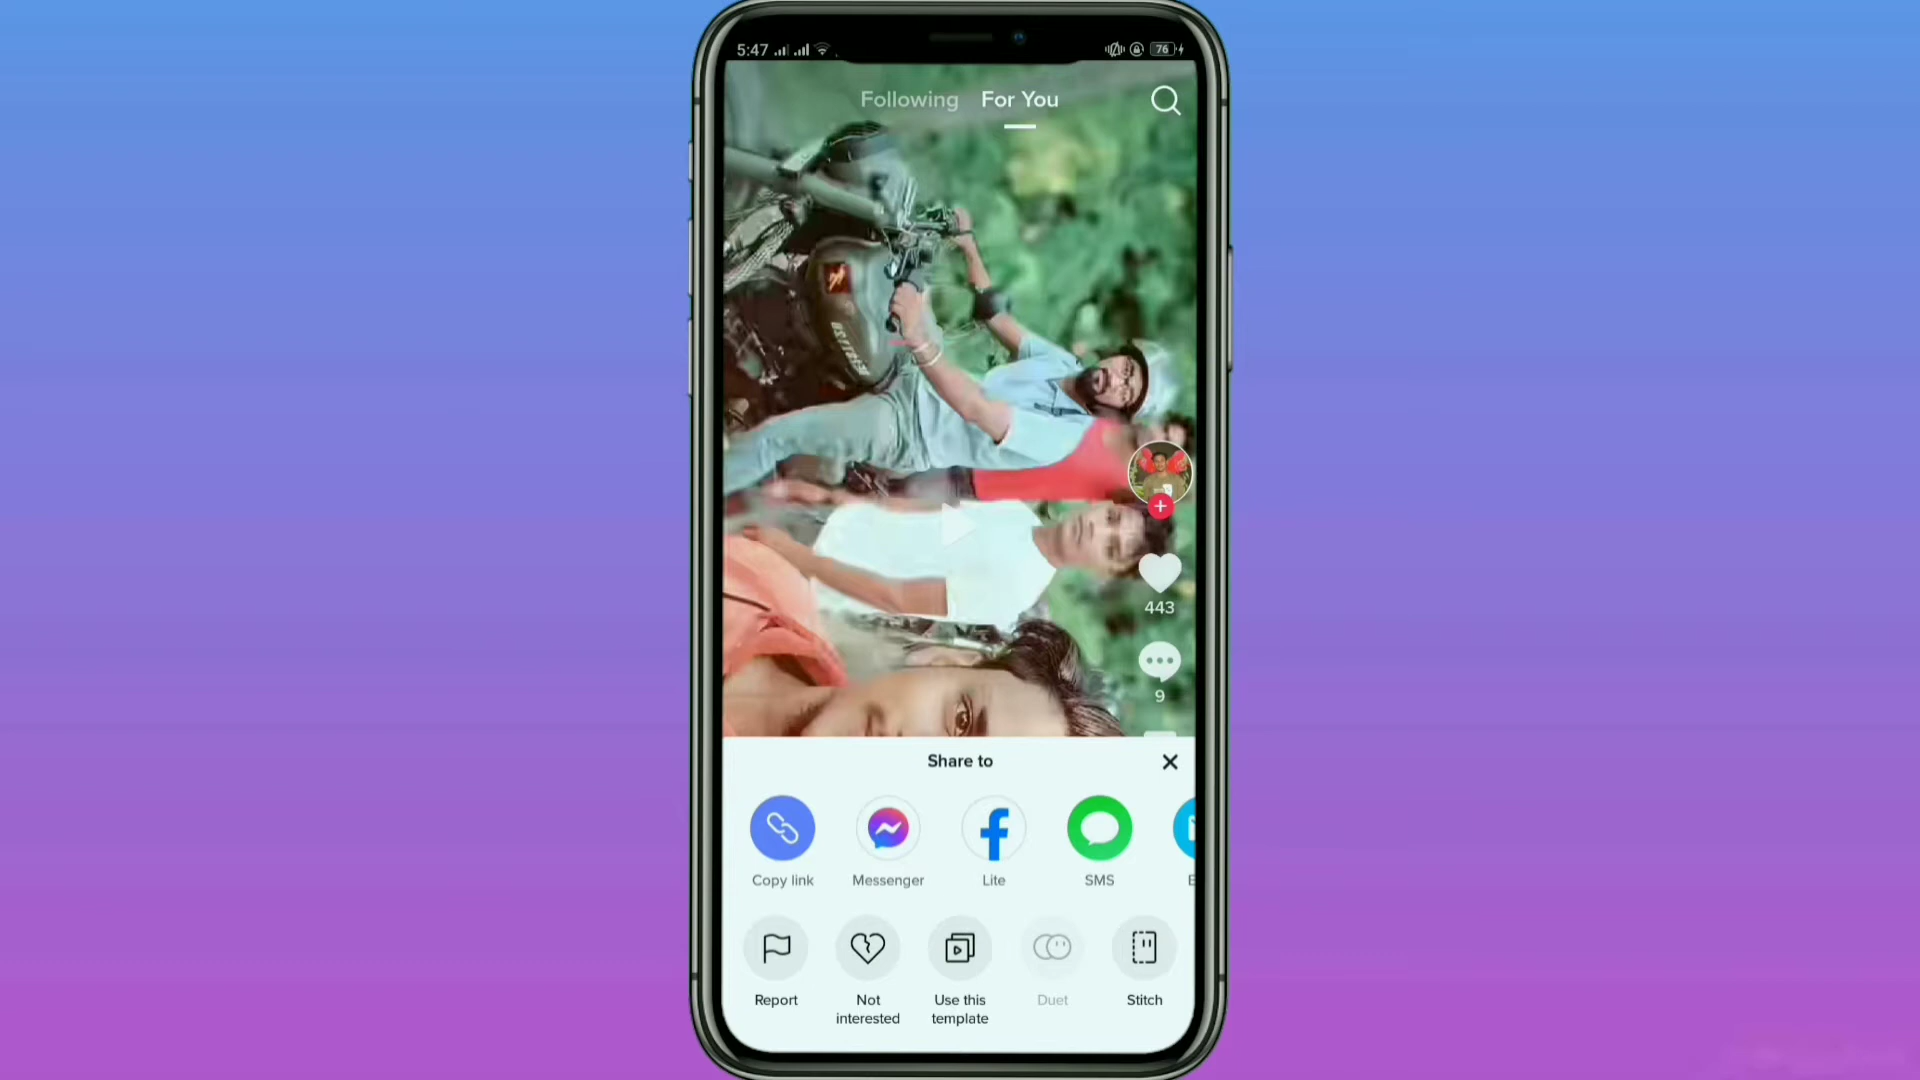 5:47
76
Following For You
443
9
Share to
Copy link Messenger Lite SMS
Report Not interested Use this template Duet Stitch